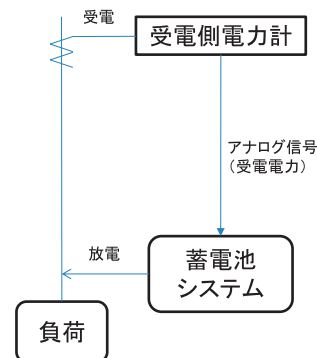 受電
受電側電力計
アナログ信号
（受電電力）
放電
蓄電池
システム
負荷